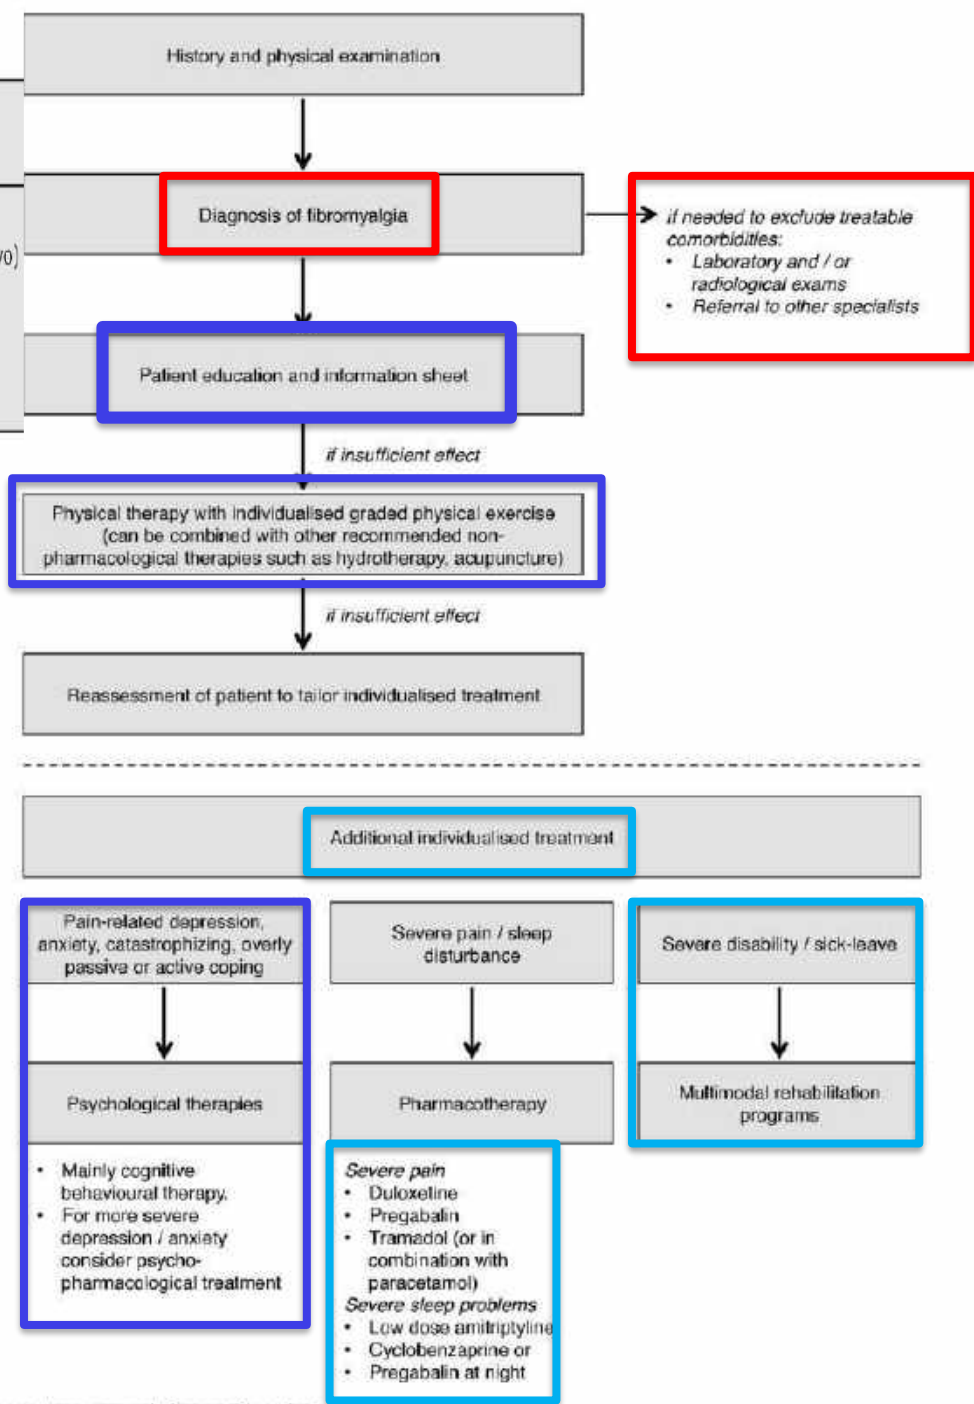 History and physical examination
Diagnosis of fibromyalgia
if needed to exclude treatable
comorbidities:
• Laboratory and / or
radiological exams
• Referral to other specialists
/0)
Patient education and information sheet
if insufficient effect
Physical therapy with individualised graded physical exercise
(can be combined with other recommended non-
pharmacological therapies such as hydrotherapy, acupuncture)
if insufficient effect
Reassessment of patient to tailor individualised treatment
Additional individualised treatment
Pain-related depression,
anxiety, catastrophizing, overly
passive or active coping
Psychological therapies
• Mainly cognitive
behavioural therapy.
• For more severe
depression / anxiety
consider psycho-
pharmacological treatment
Severe pain / sleep
disturbance
Pharmacotherapy
Severe pain
• Duloxetine
• Pregabalin
• Tramadol (or in
combination with
paracetamol)
Severe sleep problems
• Low dose amitriptyline
• Cyclobenzaprine or
• Pregabalin at night
Severe disability / sick-leave
Multimodal rehabilitation
programs